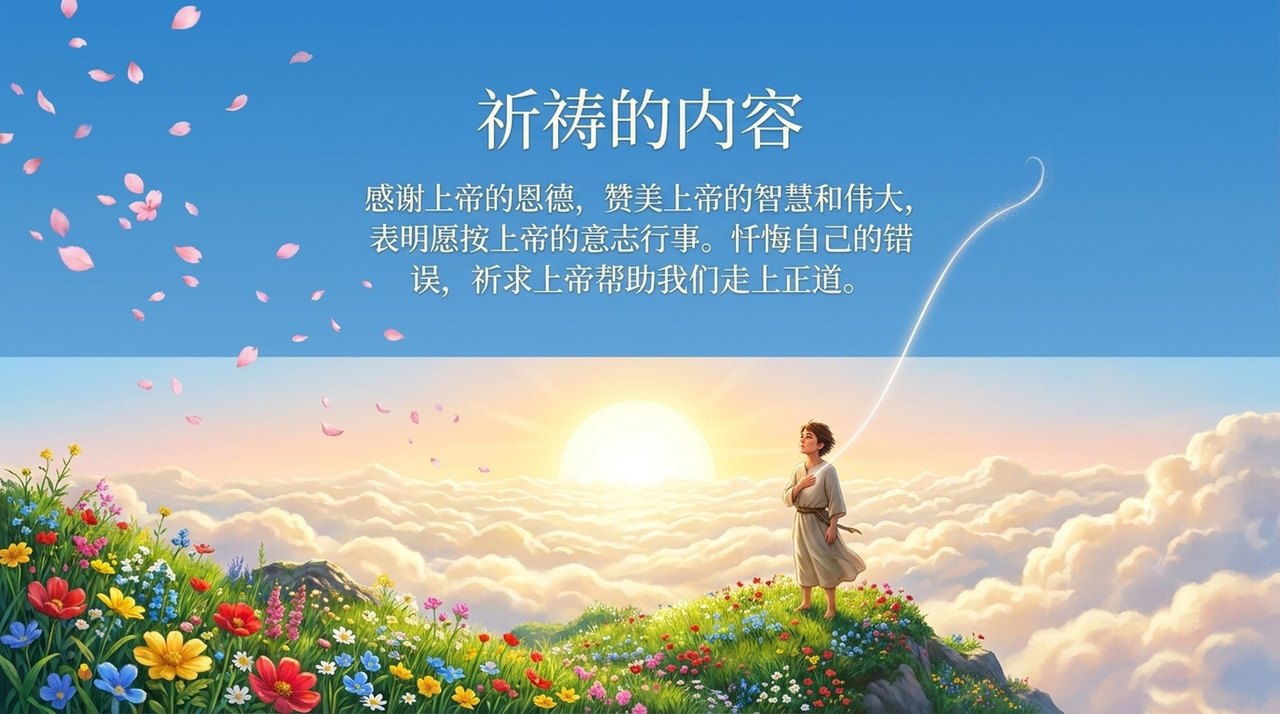 祈祷的内容
感谢上帝的恩德，赞美上帝的智慧和伟大，
表明愿按上帝的意志行事。忏悔自己的错
误，祈求上帝帮助我们走上正道。